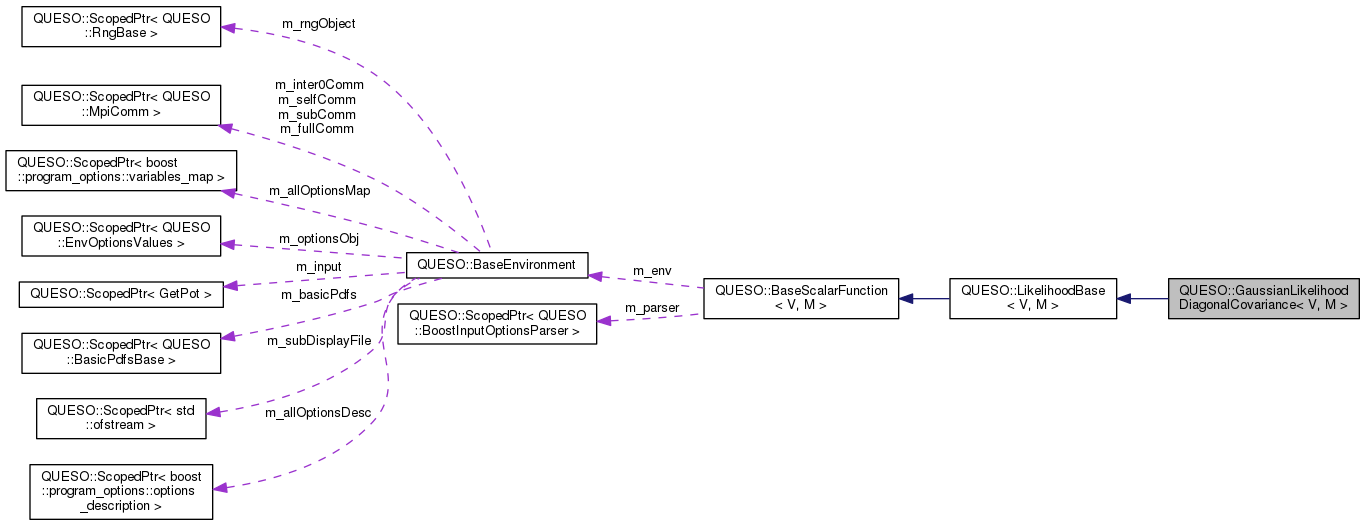 QUESO::ScopedPtr< QUESO
::RngBase >
m_rngObject
QUESO::ScopedPtr< QUESO
::MpiComm >
m_inter0Comm
m_selfComm
m_subComm
m_fullComm
QUESO::ScopedPtr< boost
::program_options::variables_map >
m_allOptionsMap
QUESO::ScopedPtr< QUESO
::EnvOptionsValues >
m_optionsObj
QUESO::ScopedPtr< GetPot >
m_input
QUESO::ScopedPtr< QUESO
::BasicPdfsBase >
m_basicPdfs
QUESO::ScopedPtr< std
::ofstream >
m_subDisplayFile
QUESO::ScopedPtr< boost
::program_options::options
_description >
m_allOptionsDesc
QUESO::BaseEnvironment
QUESO::ScopedPtr< QUESO
::BoostInputOptionsParser >
m_env
m_parser
QUESO::BaseScalarFunction
< V, M >
QUESO::LikelihoodBase
< V, M >
QUESO::GaussianLikelihood
DiagonalCovariance< V, M >